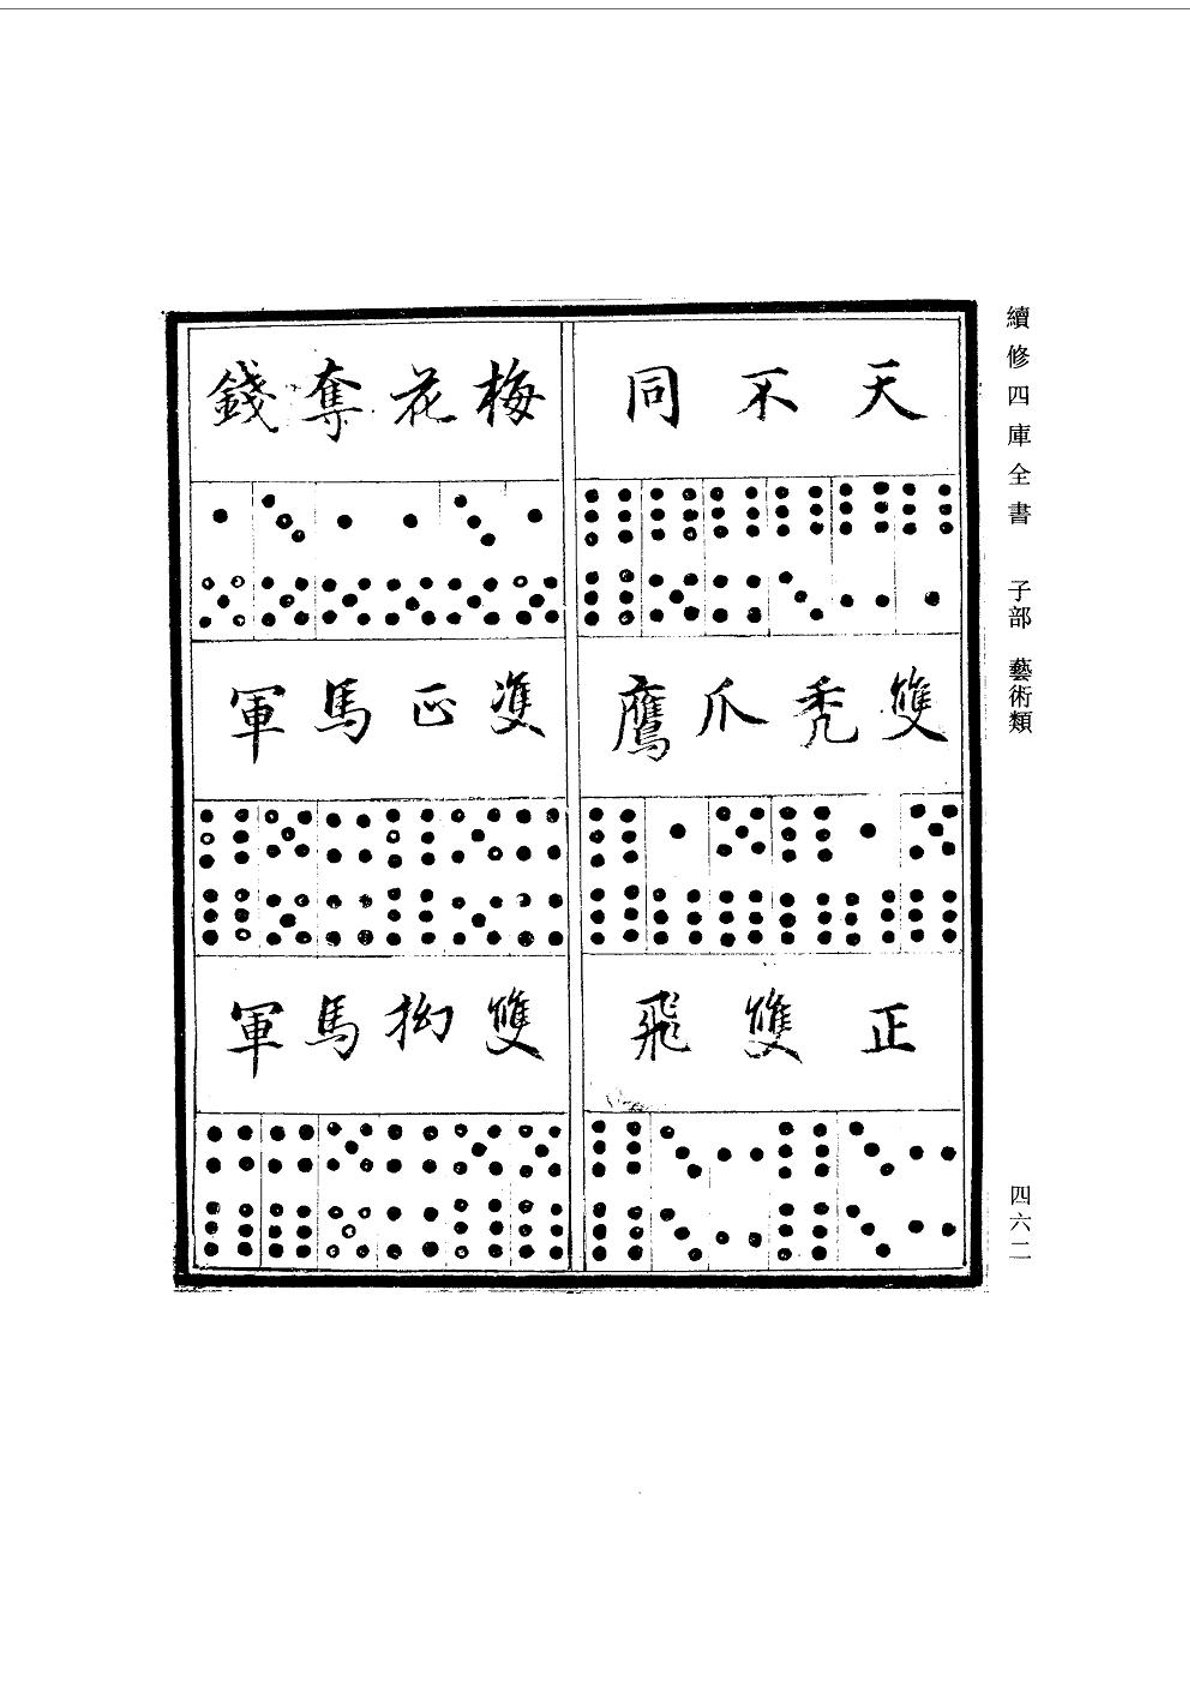 續修四庫全書 子部 藝術類
四六二
天不同
雙禿爪鷹
正雙飛
梅花奪錢
雙正馬軍
雙拗馬軍